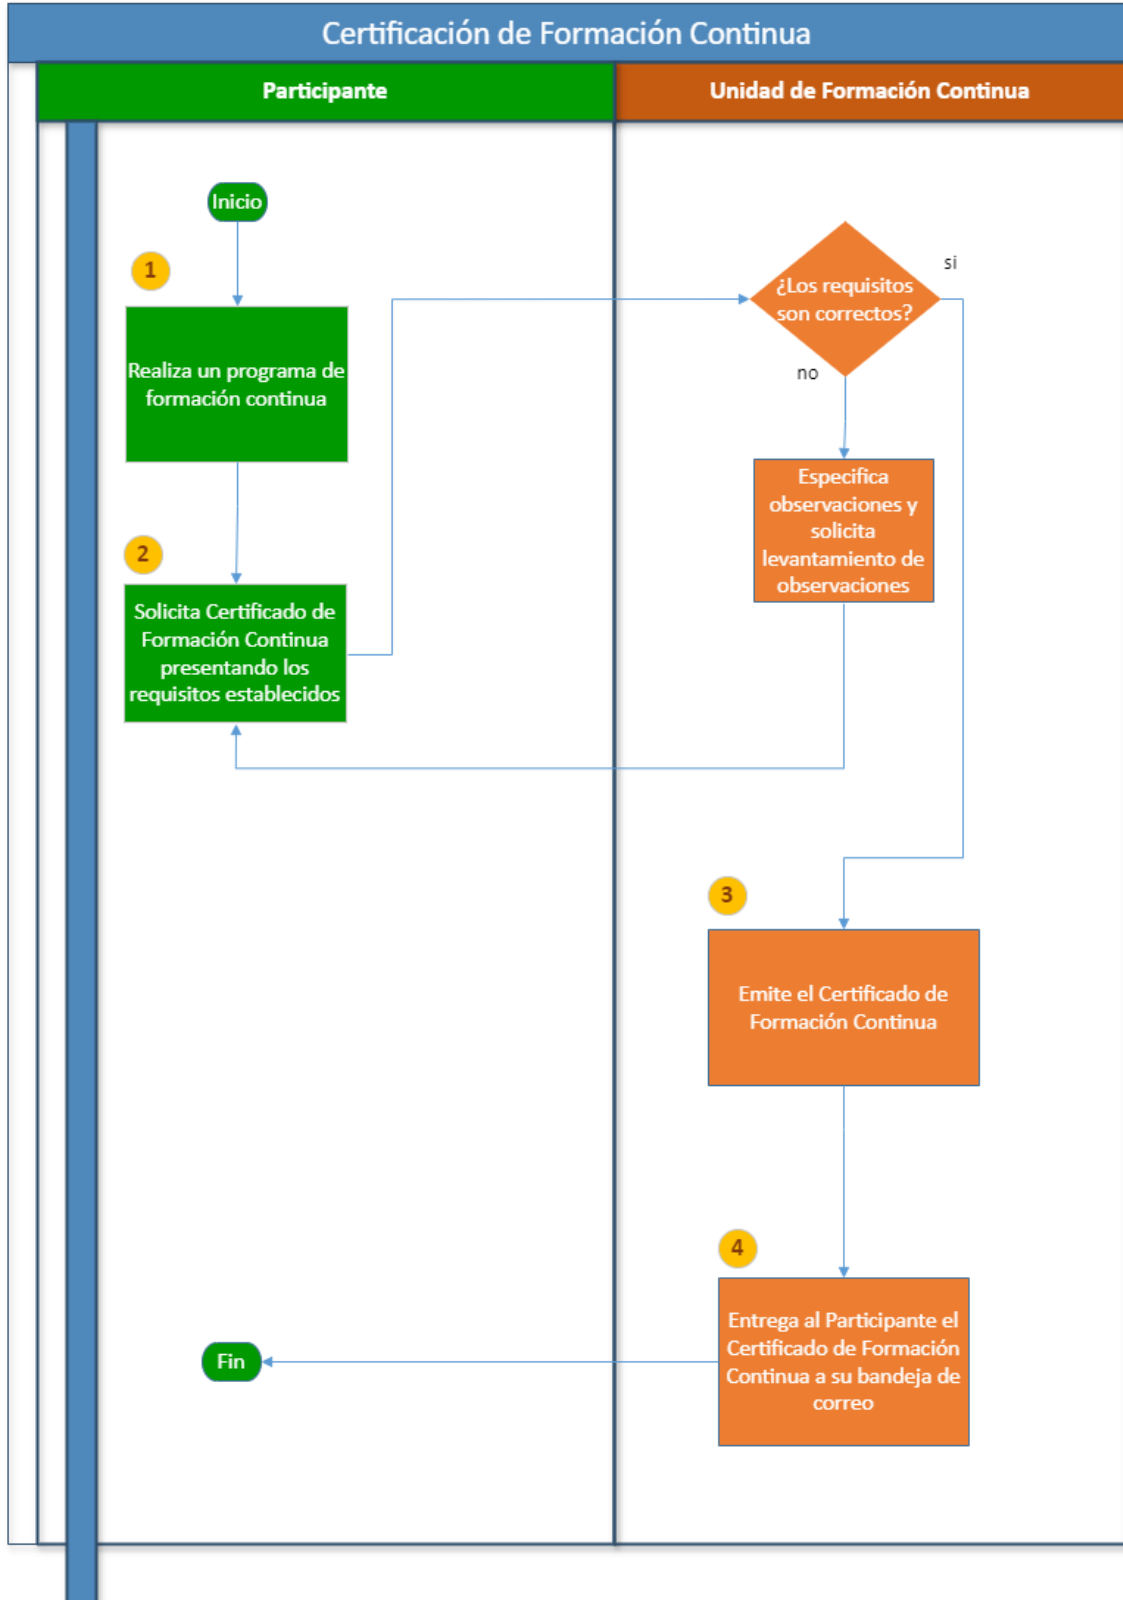 Certificación de Formación Continua
Participante
Unidad de Formación Continua
Inicio
1
Realiza un programa de
formación continua
2
Solicita Certificado de
Formación Continua
presentando los
requisitos establecidos
¿Los requisitos
son correctos?
si
no
Especifica
observaciones y
solicita
levantamiento de
observaciones
3
Emite el Certificado de
Formación Continua
4
Entrega al Participante el
Certificado de Formación
Continua a su bandeja de
correo
Fin